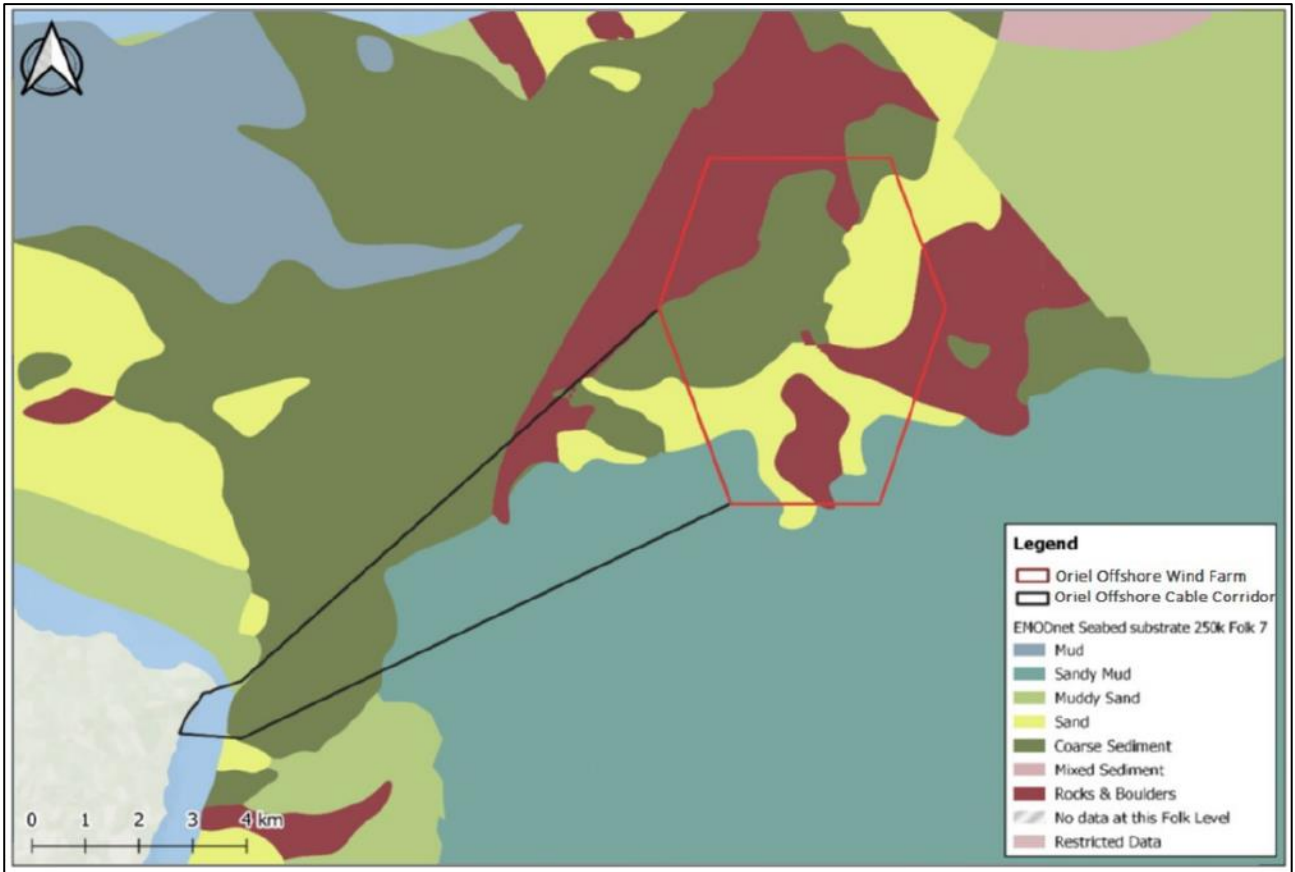 Legend
Oriel Offshore Wind Farm
Oriel Offshore Cable Corridor
EMODnet Seabed substrate 250k Folk 7
Mud
Sandy Mud
Muddy Sand
Sand
Coarse Sediment
Mixed Sediment
Rocks & Boulders
No data at this Folk Level
Restricted Data
0 1 2 3 4 km